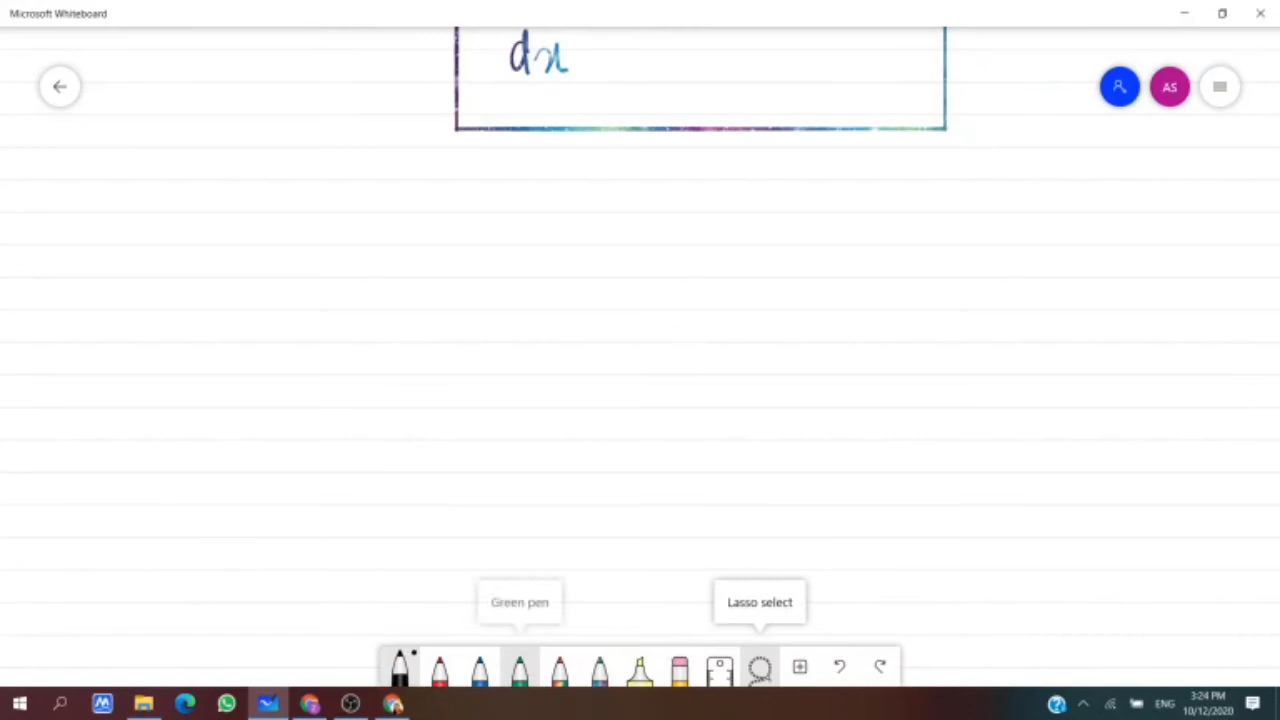 Microsoft Whiteboard
dx
AS
Green pen
Lasso select
ENG
3:24 PM
10/12/2020